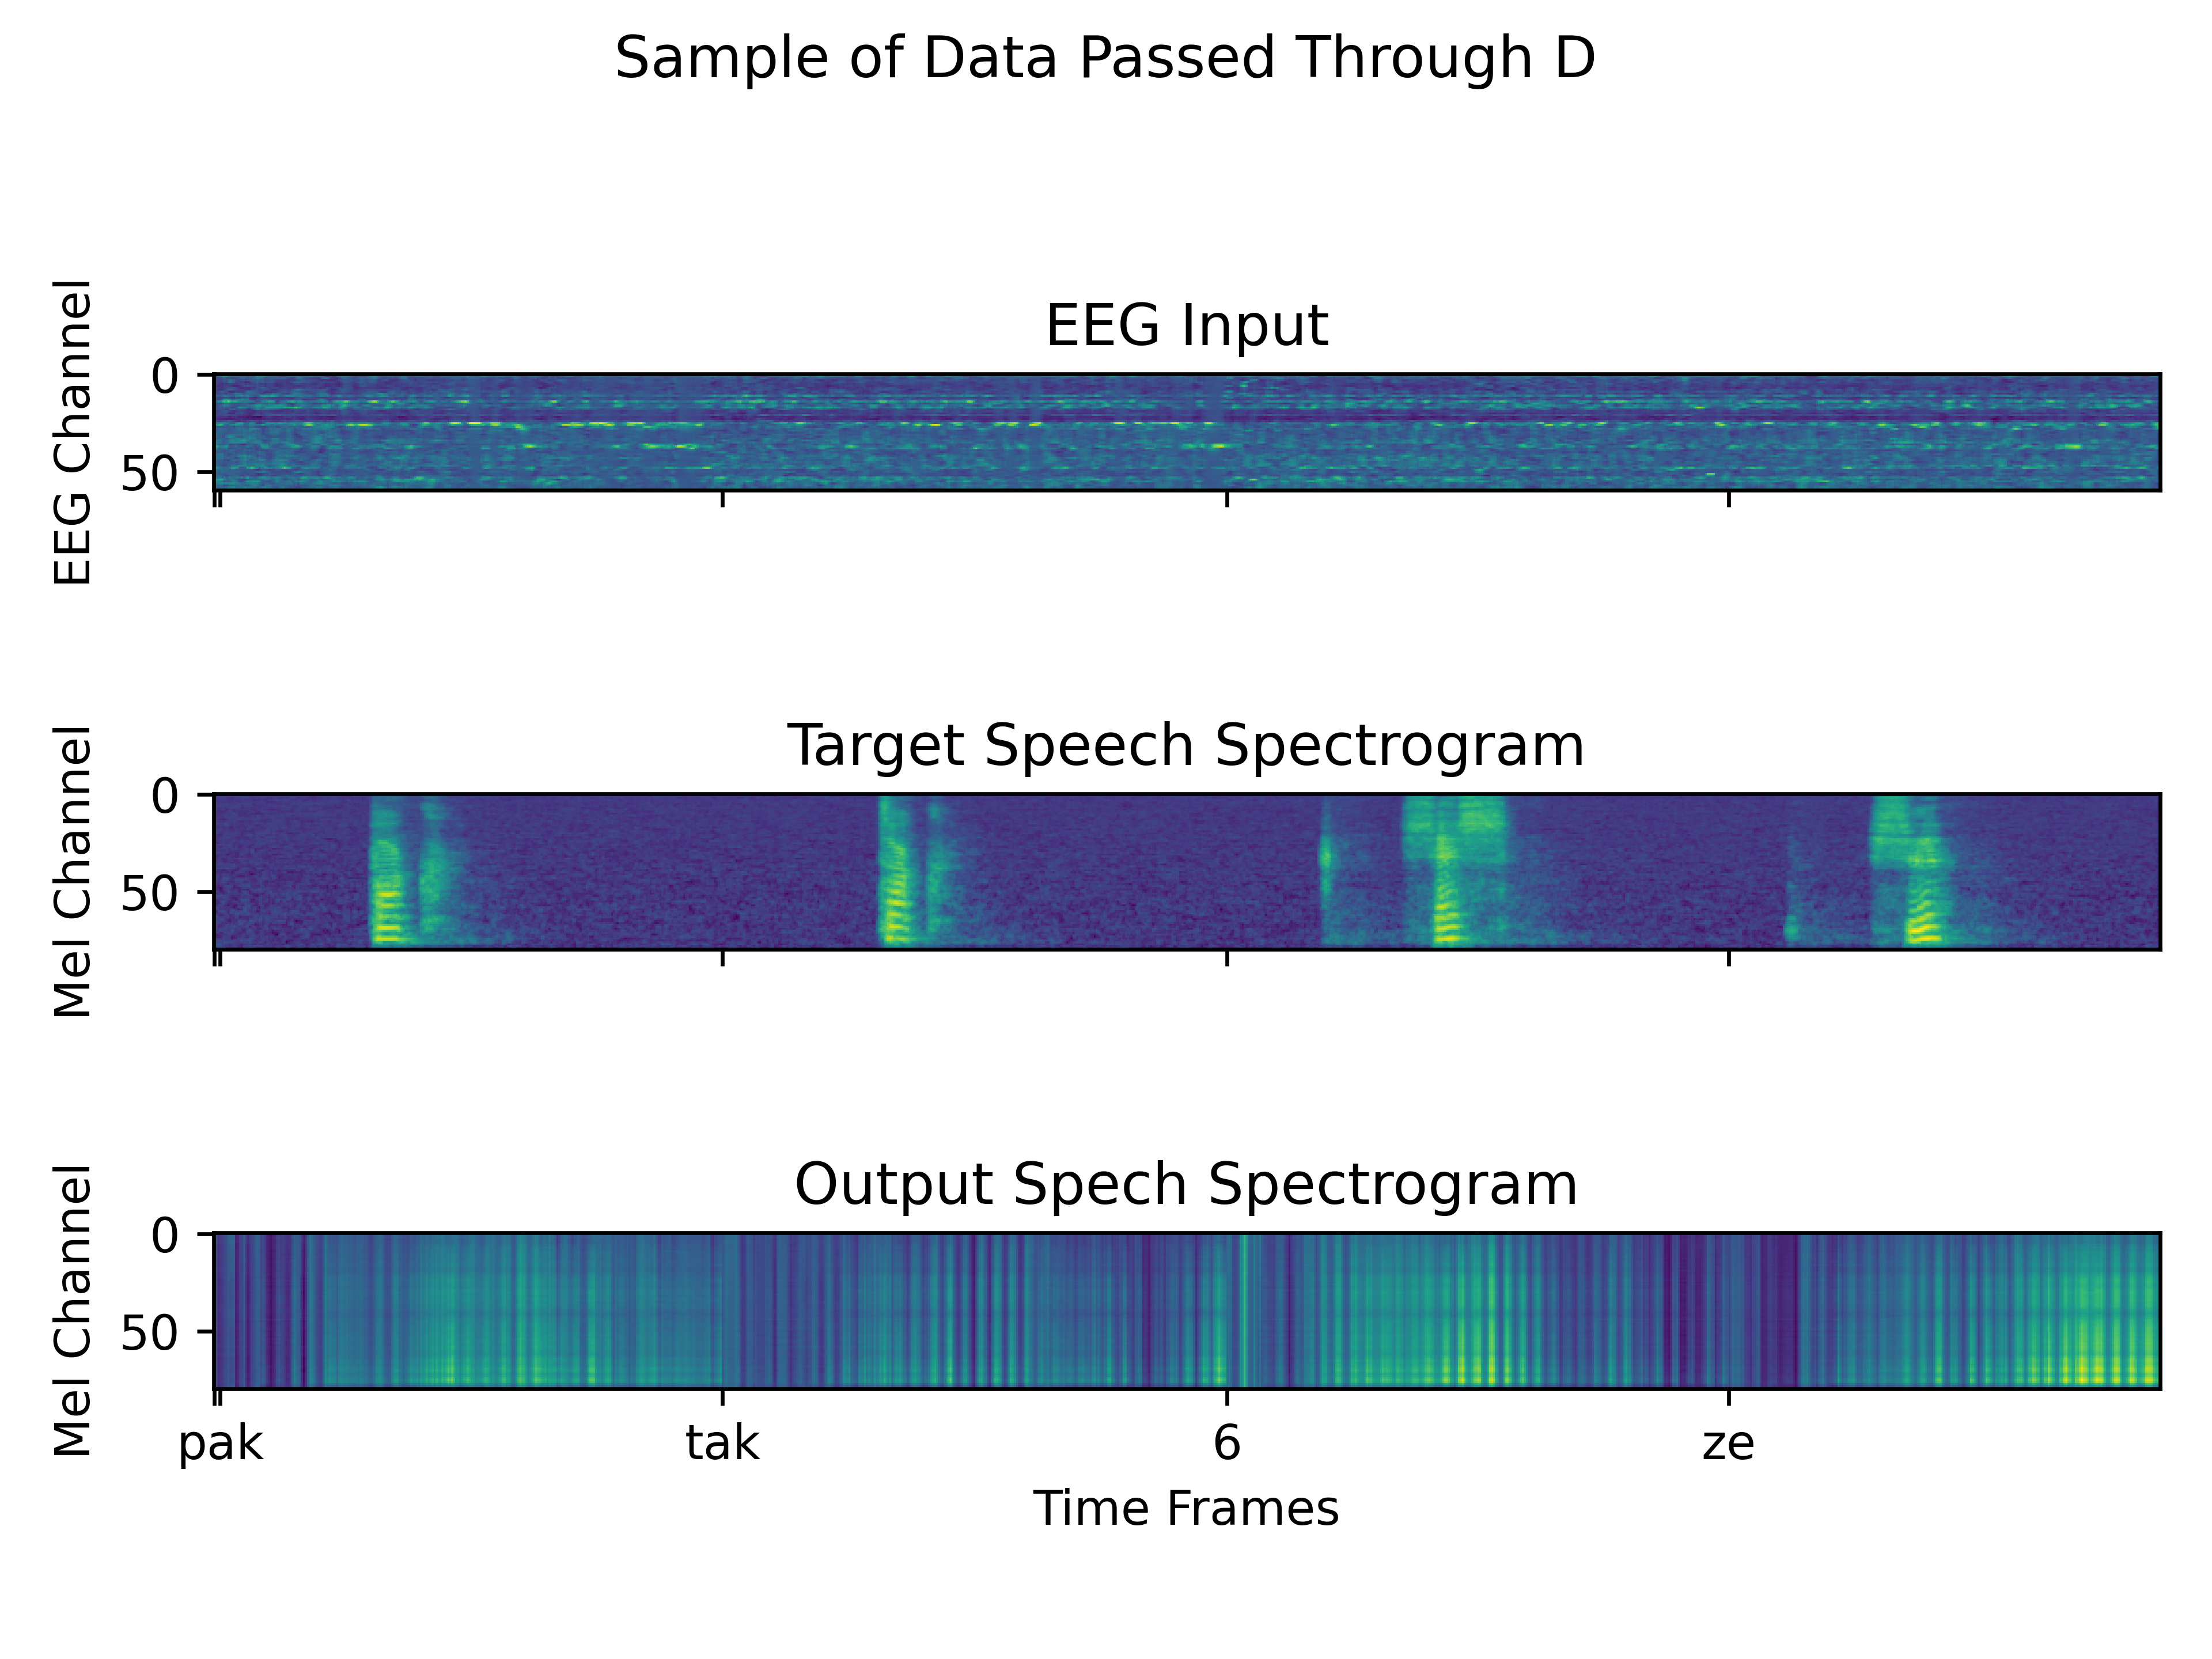 Sample of Data Passed Through D
EEG Input
EEG Channel
0
50
Target Speech Spectrogram
Mel Channel
0
50
Output Spech Spectrogram
Mel Channel
0
50
pak tak 6 ze
Time Frames